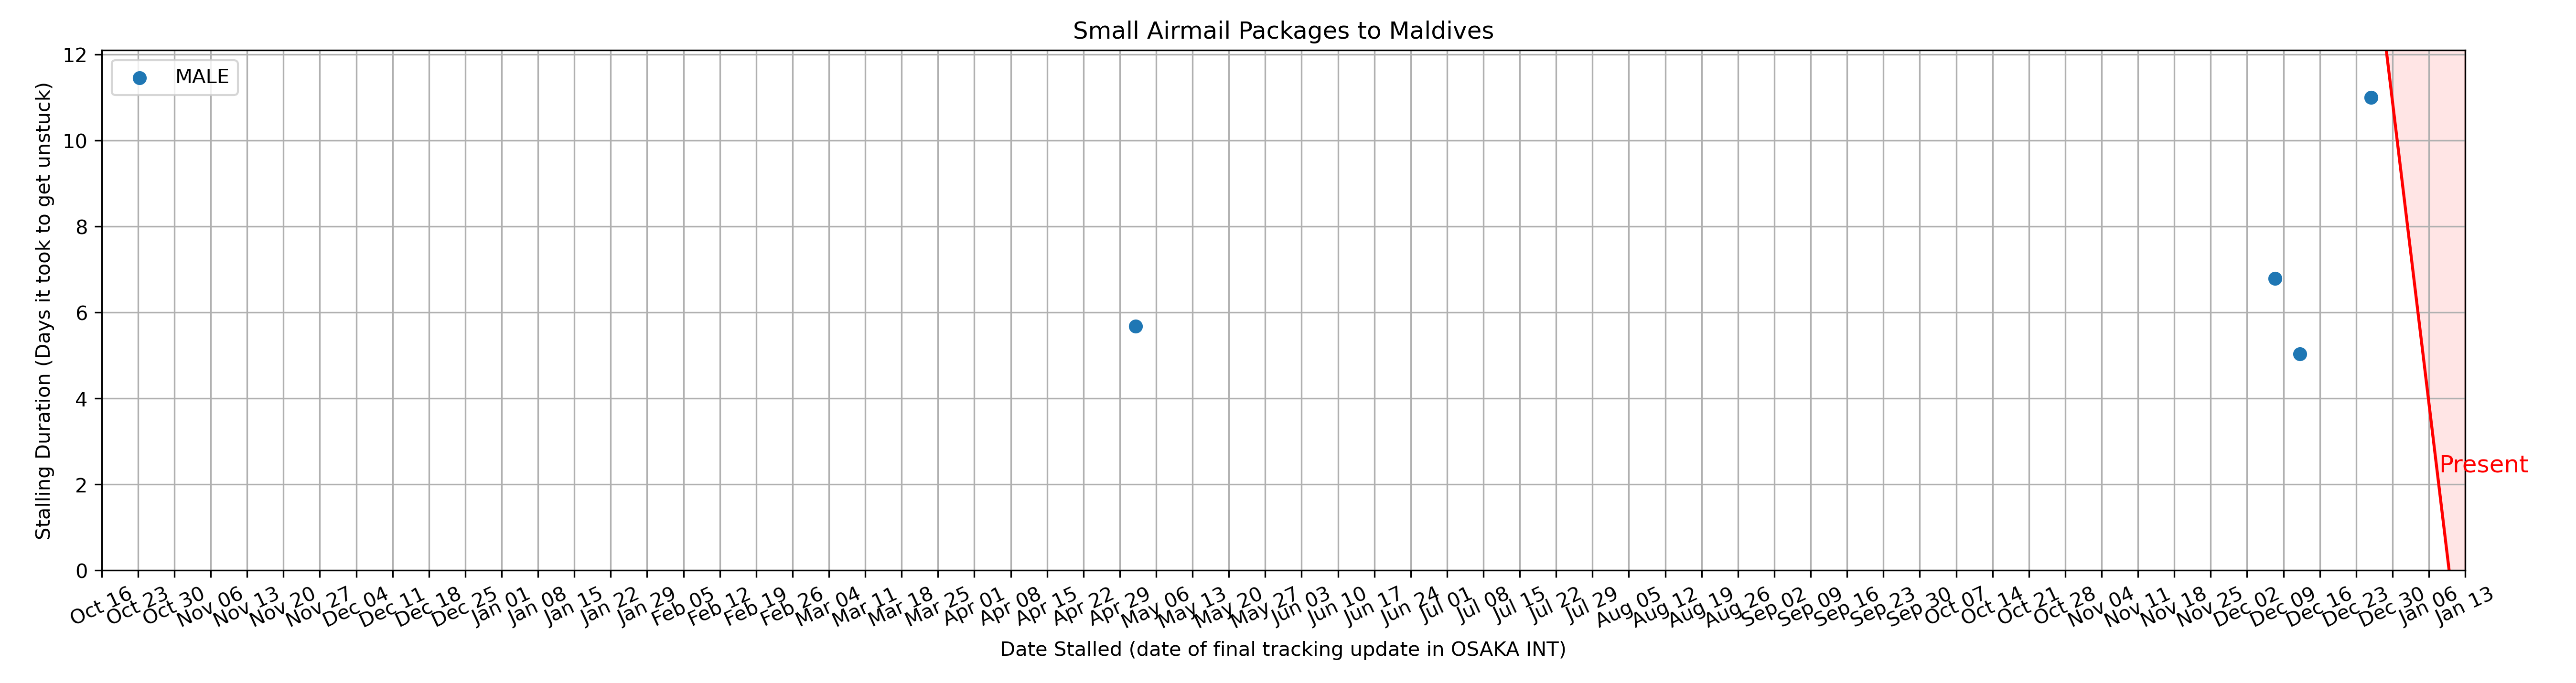 Small Airmail Packages to Maldives
12
10
8
6
4
2
0
Stalling Duration (Days it took to get unstuck)
MALE
Present
Oct 16
Oct 23
Oct 30
Nov 06
Nov 13
Nov 20
Nov 27
Dec 04
Dec 11
Dec 18
Dec 25
Jan 01
Jan 08
Jan 15
Jan 22
Jan 29
Feb 05
Feb 12
Feb 19
Feb 26
Mar 04
Mar 11
Mar 18
Mar 25
Apr 01
Apr 08
Apr 15
Apr 22
Apr 29
May 06
May 13
May 20
May 27
Jun 03
Jun 10
Jun 17
Jun 24
Jul 01
Jul 08
Jul 15
Jul 22
Jul 29
Aug 05
Aug 12
Aug 19
Aug 26
Sep 02
Sep 09
Sep 16
Sep 23
Sep 30
Oct 07
Oct 14
Oct 21
Oct 28
Nov 04
Nov 11
Nov 18
Nov 25
Dec 02
Dec 09
Dec 16
Dec 23
Dec 30
Jan 06
Jan 13
Date Stalled (date of final tracking update in OSAKA INT)